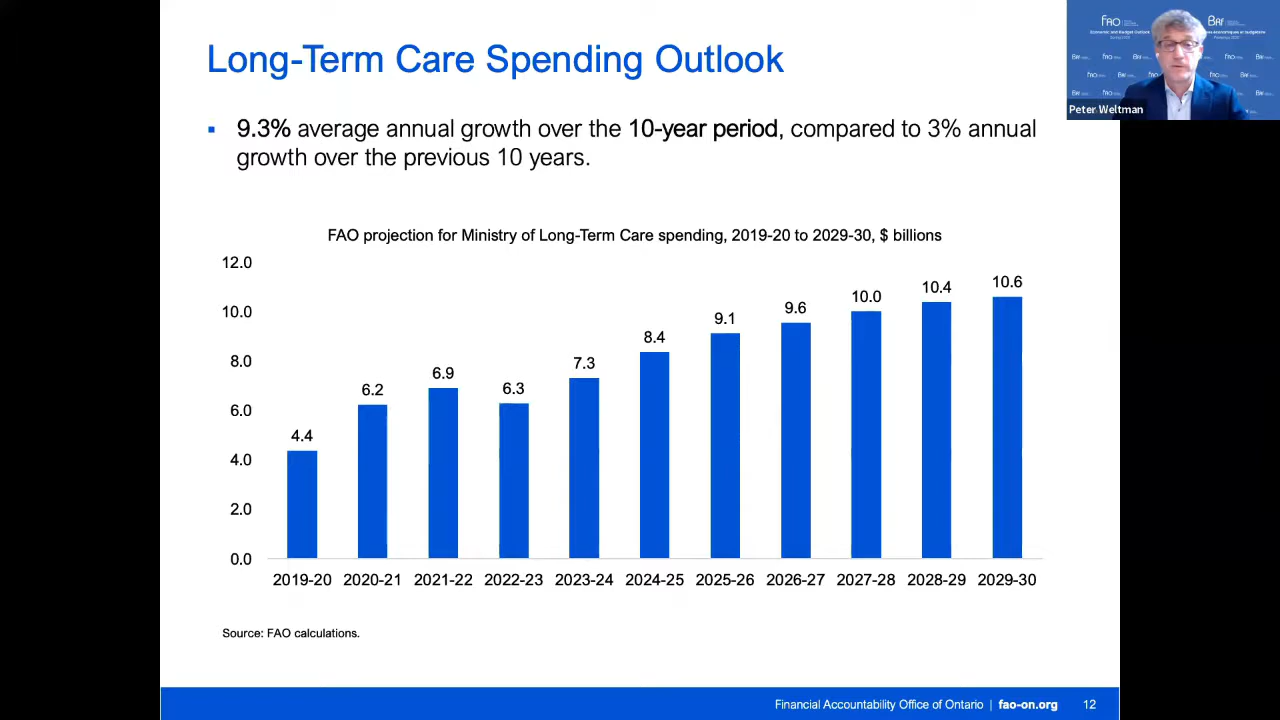 Long-Term Care Spending Outlook
9.3% average annual growth over the 10-year period, compared to 3% annual
growth over the previous 10 years.
FAO projection for Ministry of Long-Term Care spending, 2019-20 to 2029-30, $ billions
12.0
10.0
8.0
6.0
4.0
2.0
0.0
4.4
6.2
6.9
6.3
7.3
8.4
9.1
9.6
10.0
10.4
10.6
2019-20 2020-21 2021-22 2022-23 2023-24 2024-25 2025-26 2026-27 2027-28 2028-29 2029-30
Source: FAO calculations.
Financial Accountability Office of Ontario | fao-on.org 12
FAO
Economic and Budget Outlook
Peter Weltman